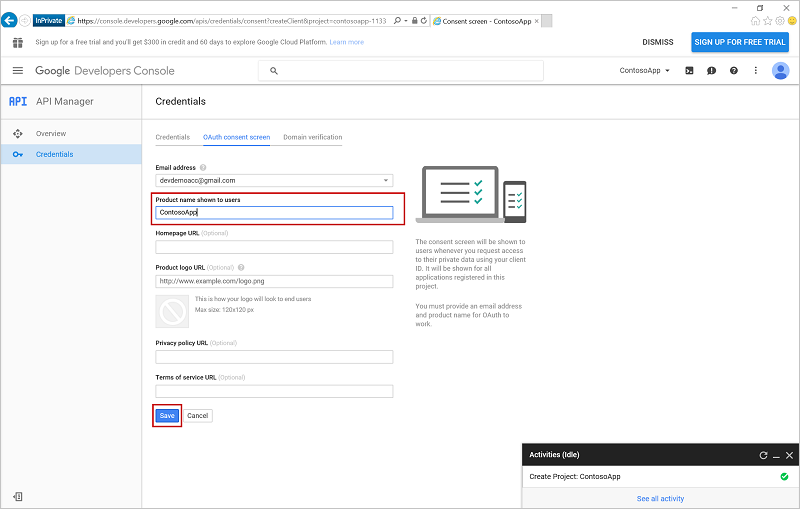 InPrivate https://console.developers.google.com/apis/credentials/consent?createClient&project=contosoapp-1133 Consent screen - ContosoApp
Sign up for a free trial and you'll get $300 in credit and 60 days to explore Google Cloud Platform. Learn more DISMISS SIGN UP FOR FREE TRIAL
Google Developers Console ContosoApp
API API Manager Credentials
Overview
Credentials
Credentials OAuth consent screen Domain verification
Email address
devdemoacc@gmail.com
Product name shown to users
ContosoApp
Homepage URL (Optional)
Product logo URL (Optional)
http://www.example.com/logo.png
This is how your logo will look to end users
Max size: 120x120 px
Privacy policy URL (Optional)
Terms of service URL (Optional)
Save Cancel
The consent screen will be shown to
users whenever you request access
to their private data using your client
ID. It will be shown for all
applications registered in this
project.
You must provide an email address
and product name for OAuth to
work.
Activities (Idle)
Create Project: ContosoApp
See all activity